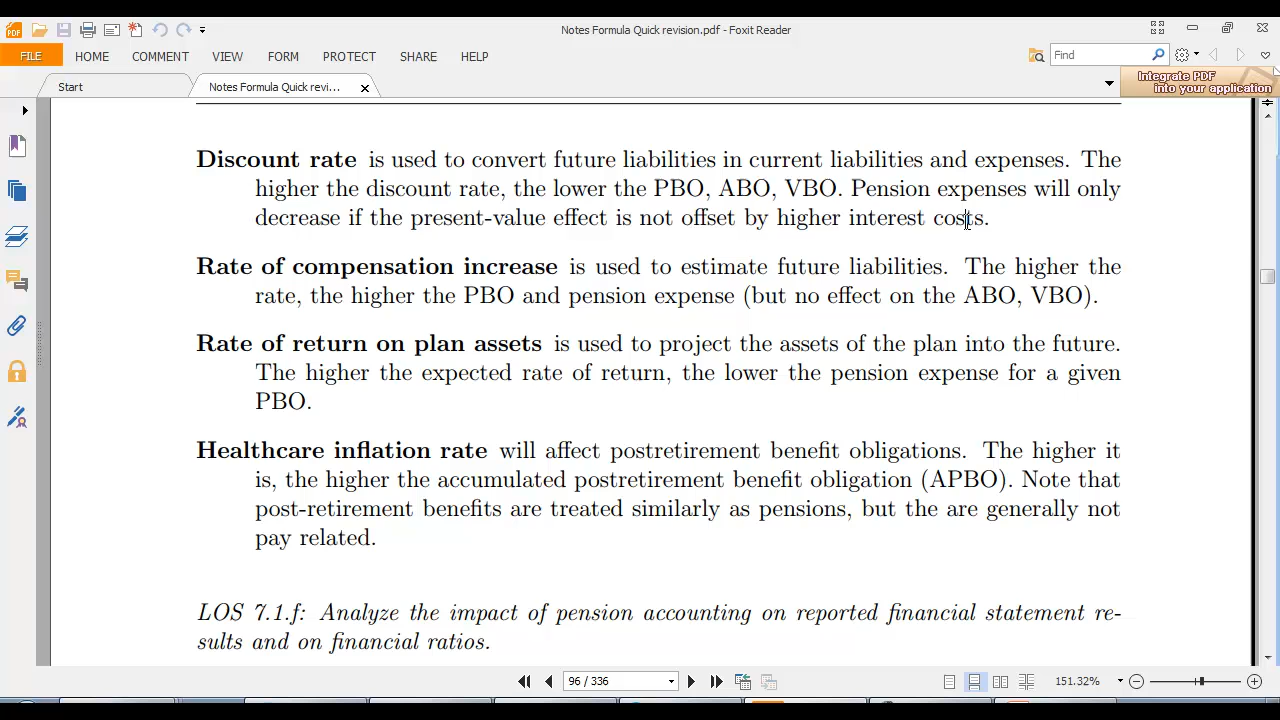 Notes Formula Quick revision.pdf - Foxit Reader
FILE HOME COMMENT VIEW FORM PROTECT SHARE HELP Find
Start Notes Formula Quick revi... Integrate PDF
into your application
Discount rate is used to convert future liabilities in current liabilities and expenses. The
higher the discount rate, the lower the PBO, ABO, VBO. Pension expenses will only
decrease if the present-value effect is not offset by higher interest costs.
Rate of compensation increase is used to estimate future liabilities. The higher the
rate, the higher the PBO and pension expense (but no effect on the ABO, VBO).
Rate of return on plan assets is used to project the assets of the plan into the future.
The higher the expected rate of return, the lower the pension expense for a given
PBO.
Healthcare inflation rate will affect postretirement benefit obligations. The higher it
is, the higher the accumulated postretirement benefit obligation (APBO). Note that
post-retirement benefits are treated similarly as pensions, but the are generally not
pay related.
LOS 7.1.f: Analyze the impact of pension accounting on reported financial statement re-
sults and on financial ratios.
96 / 336 151.32%